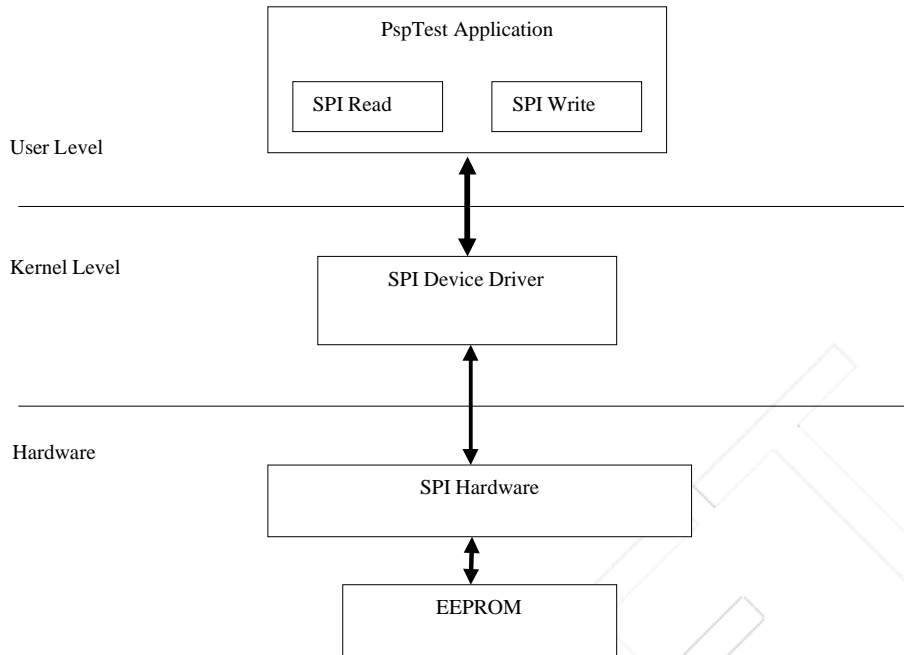 PspTest Application
SPI Read
SPI Write
User Level
Kernel Level
SPI Device Driver
Hardware
SPI Hardware
EEPROM